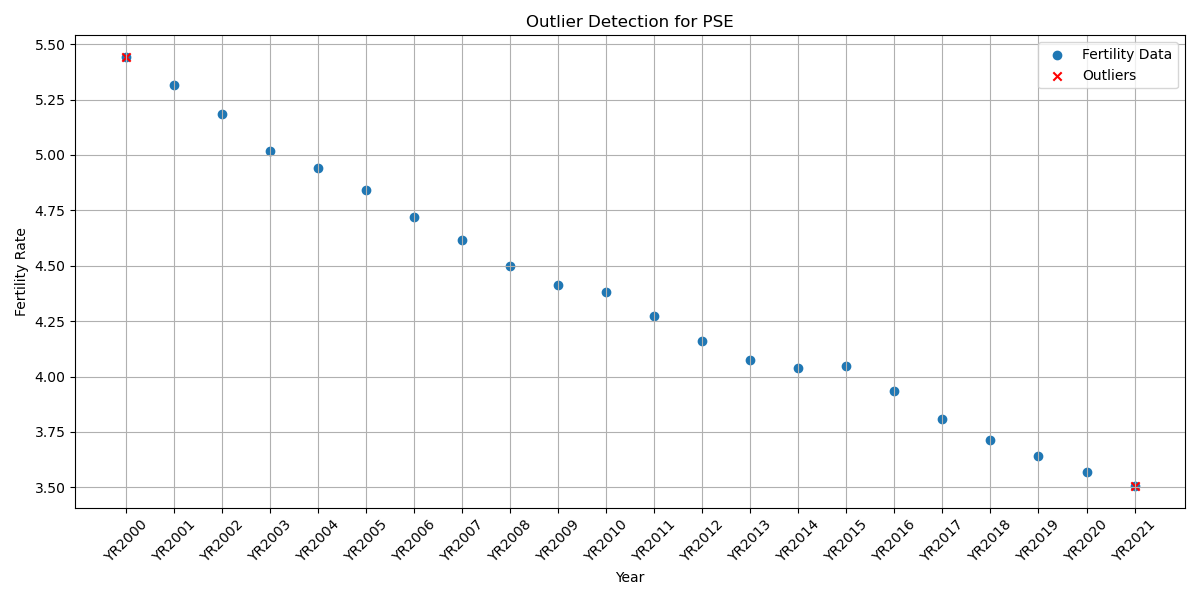 Outlier Detection for PSE
Fertility Data
Outliers
5.50
5.25
5.00
4.75
4.50
4.25
4.00
3.75
3.50
Fertility Rate
YR2000
YR2001
YR2002
YR2003
YR2004
YR2005
YR2006
YR2007
YR2008
YR2009
YR2010
YR2011
YR2012
YR2013
YR2014
YR2015
YR2016
YR2017
YR2018
YR2019
YR2020
YR2021
Year